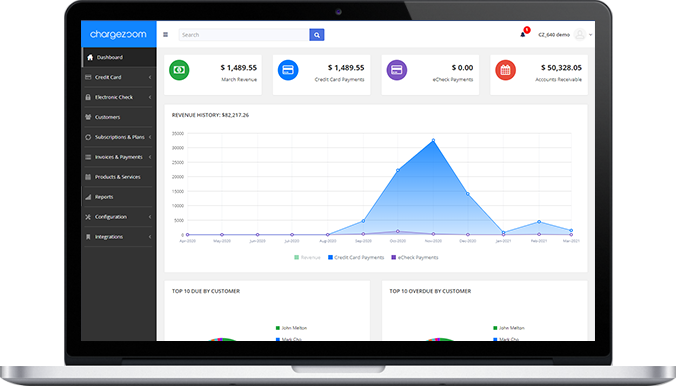 chargezoom
Search
1
CZ_640 demo
Dashboard
Credit Card
Electronic Check
Customers
Subscriptions & Plans
Invoices & Payments
Products & Services
Reports
Configuration
Integrations
$ 1,489.55
March Revenue
$ 1,489.55
Credit Card Payments
$ 0.00
eCheck Payments
$ 50,328.05
Accounts Receivable
REVENUE HISTORY: $82,217.26
35000
30000
25000
20000
15000
10000
5000
0
Apr-2020 May-2020 Jun-2020 Jul-2020 Aug-2020 Sep-2020 Oct-2020 Nov-2020 Dec-2020 Jan-2021 Feb-2021 Mar-2021
Revenue Credit Card Payments eCheck Payments
TOP 10 DUE BY CUSTOMER
John Melton
Mark Cho
TOP 10 OVERDUE BY CUSTOMER
John Melton
Mark Cho